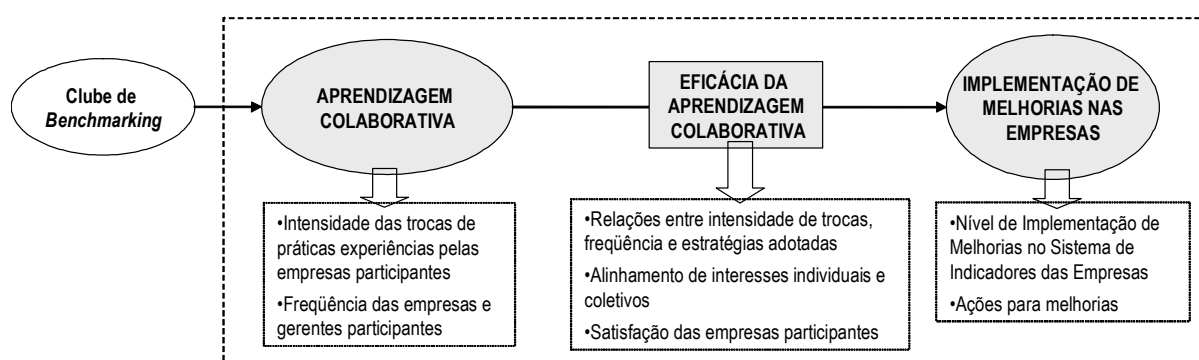 Clube de
Benchmarking
APRENDIZAGEM
COLABORATIVA
EFICÁCIA DA
APRENDIZAGEM
COLABORATIVA
IMPLEMENTAÇÃO DE
MELHORIAS NAS
EMPRESAS
•Intensidade das trocas de
práticas experiências pelas
empresas participantes
•Freqüência das empresas e
gerentes participantes
•Relações entre intensidade de trocas,
freqüência e estratégias adotadas
•Alinhamento de interesses individuais e
coletivos
•Satisfação das empresas participantes
•Nível de Implementação de
Melhorias no Sistema de
Indicadores das Empresas
•Ações para melhorias